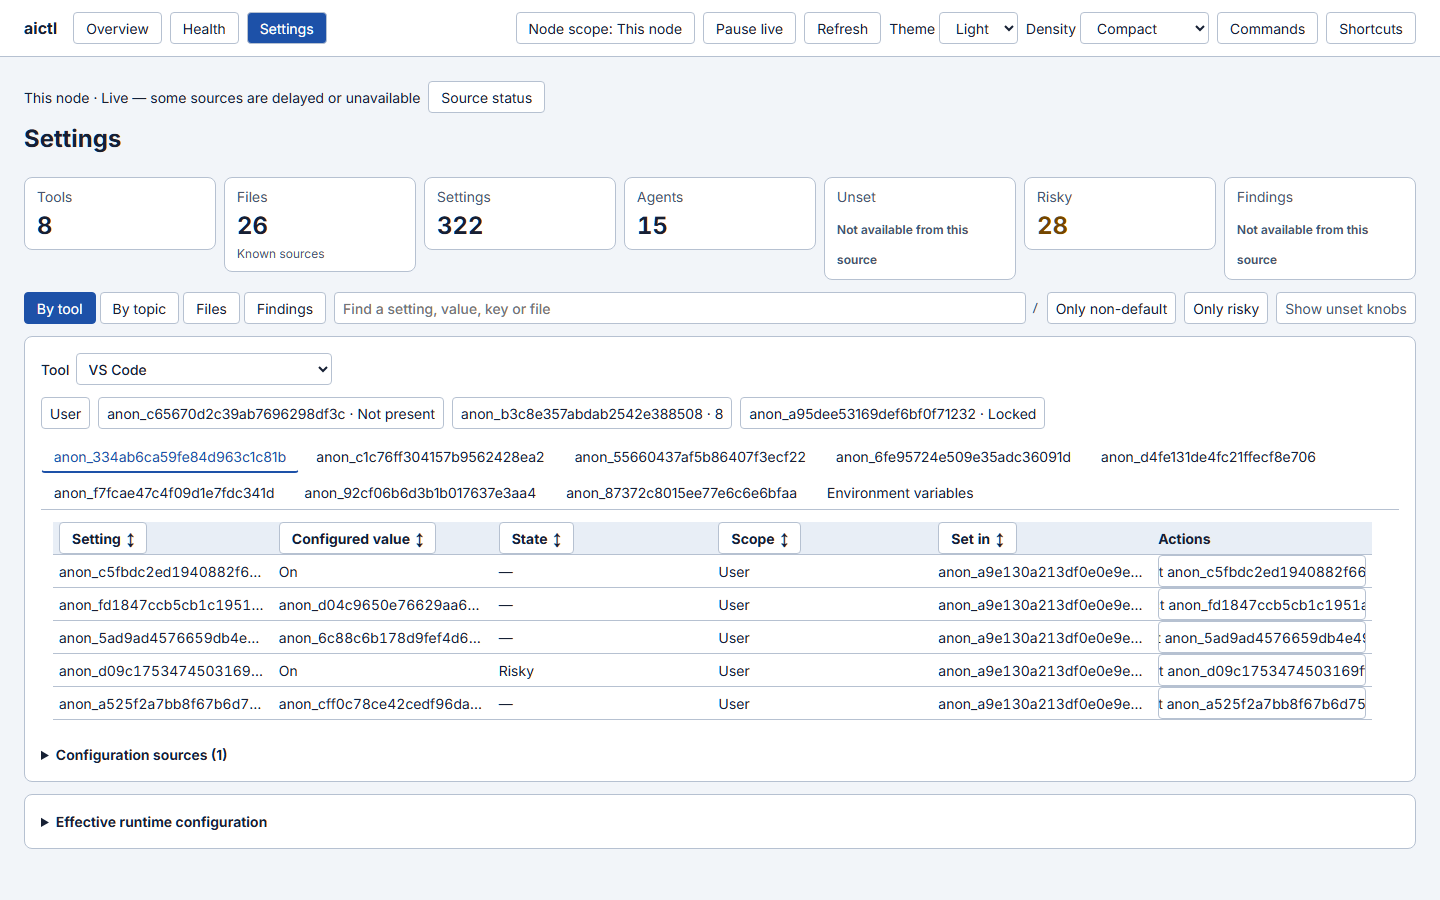 aictl Overview Health Settings Node scope: This node Pause live Refresh Theme Light Density Compact Commands Shortcuts
This node · Live — some sources are delayed or unavailable Source status
Settings
Tools Files Settings Agents Unset Risky Findings
8 26 322 15 Not available from this source 28 Not available from this source
Known sources
By tool By topic Files Findings Find a setting, value, key or file / Only non-default Only risky Show unset knobs
Tool VS Code
User anon_c65670d2c39ab7696298df3c · Not present anon_b3c8e357abdab2542e388508 · 8 anon_a95dee53169def6bf0f71232 · Locked
anon_334ab6ca59fe84d963c1c81b anon_c1c76ff304157b9562428ea2 anon_55660437af5b86407f3ecf22 anon_6fe95724e509e35adc36091d anon_d4fe131de4fc21ffecf8e706
anon_f7fcae47c4f09d1e7fdc341d anon_92cf06b6d3b1b017637e3aa4 anon_87372c8015ee77e6c6e6bfaa Environment variables
Setting ↕ Configured value ↕ State ↕ Scope ↕ Set in ↕ Actions
anon_c5fbdc2ed1940882f6... On — User anon_a9e130a213df0e0e9e... t anon_c5fbdc2ed1940882f66
anon_fd1847ccb5cb1c1951... anon_d04c9650e76629aa6... — User anon_a9e130a213df0e0e9e... t anon_fd1847ccb5cb1c1951a
anon_5ad9ad4576659db4e... anon_6c88c6b178d9fef4d6... — User anon_a9e130a213df0e0e9e... anon_5ad9ad4576659db4e49
anon_d09c1753474503169... On Risky User anon_a9e130a213df0e0e9e... t anon_d09c1753474503169f
anon_a525f2a7bb8f67b6d7... anon_cff0c78ce42cedf96da... — User anon_a9e130a213df0e0e9e... t anon_a525f2a7bb8f67b6d75
Configuration sources (1)
Effective runtime configuration